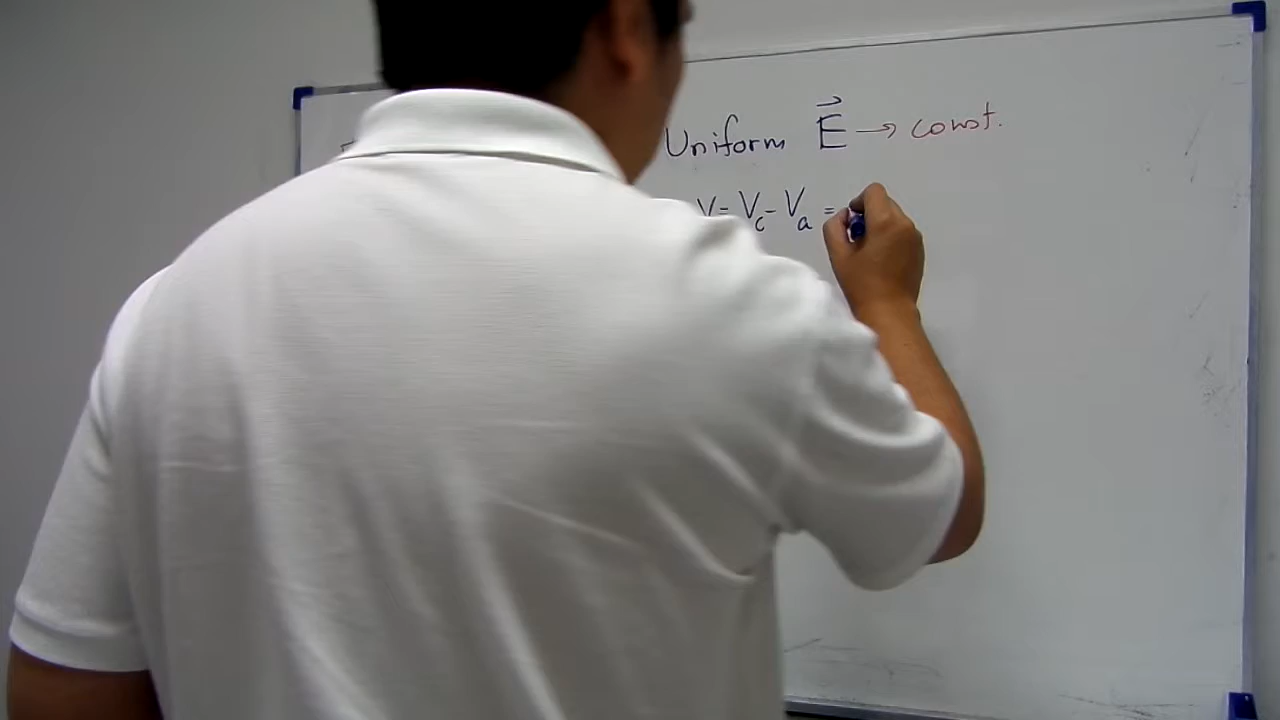 Uniform E⃗ → const.
V = V_c - V_a =